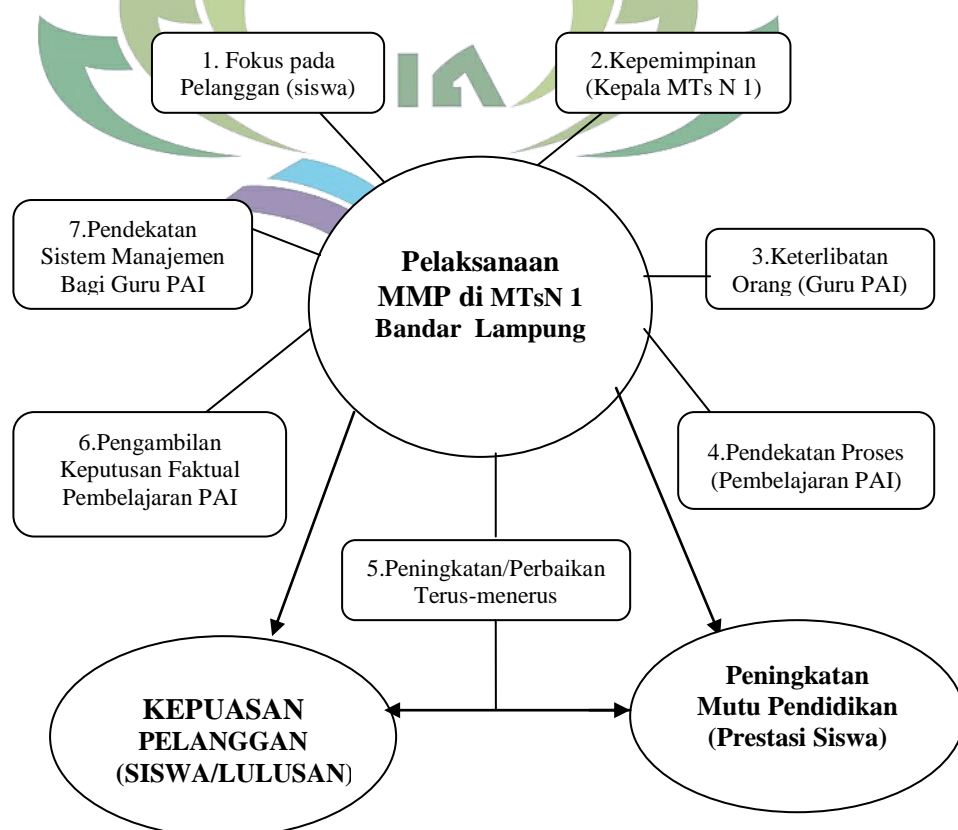 1. Fokus pada
Pelanggan (siswa)
2.Kepemimpinan
(Kepala MTs N 1)
7.Pendekatan
Sistem Manajemen
Bagi Guru PAI
Pelaksanaan
MMP di MTsN 1
Bandar Lampung
3.Keterlibatan
Orang (Guru PAI)
6.Pengambilan
Keputusan Faktual
Pembelajaran PAI
4.Pendekatan Proses
(Pembelajaran PAI)
5.Peningkatan/Perbaikan
Terus-menerus
KEPUASAN
PELANGGAN
(SISWA/LULUSAN)
Peningkatan
Mutu Pendidikan
(Prestasi Siswa)